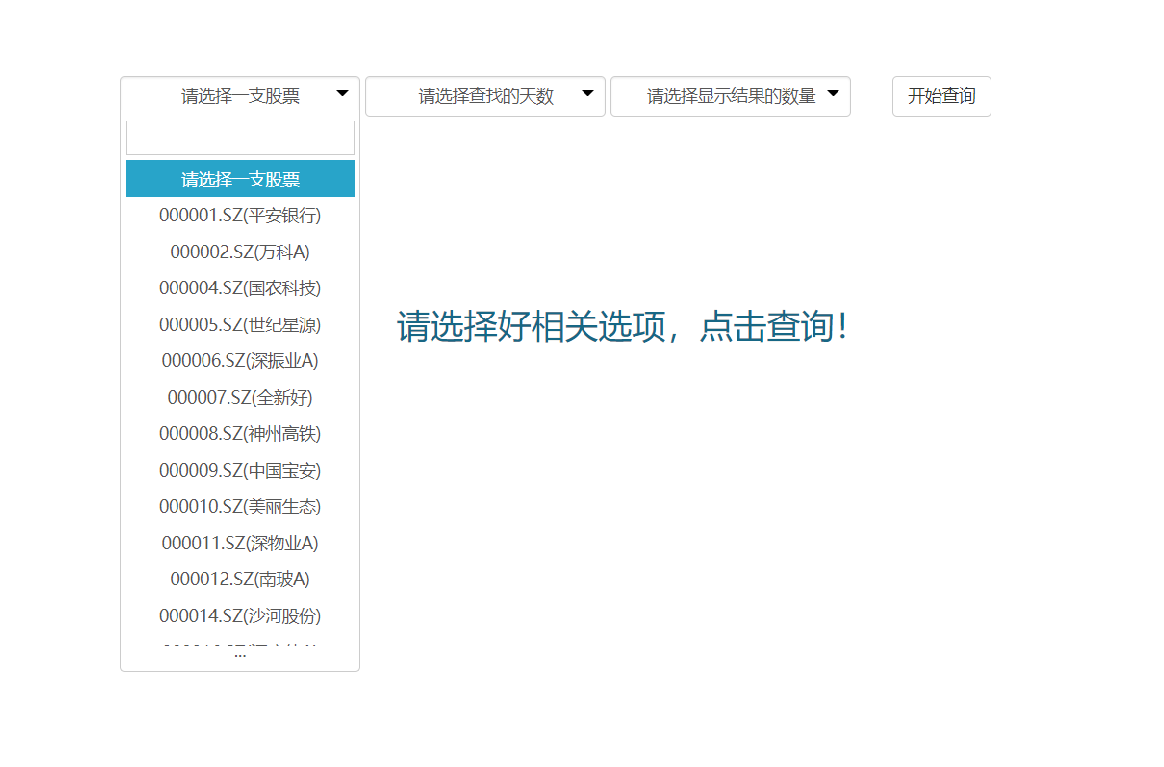 请选择一支股票
请选择查找的天数
请选择显示结果的数量
开始查询
请选择一支股票
000001.SZ(平安银行)
000002.SZ(万科A)
000004.SZ(国农科技)
000005.SZ(世纪星源)
000006.SZ(深振业A)
000007.SZ(全新好)
000008.SZ(神州高铁)
000009.SZ(中国宝安)
000010.SZ(美丽生态)
000011.SZ(深物业A)
000012.SZ(南玻A)
000014.SZ(沙河股份)
...
请选择好相关选项，点击查询！